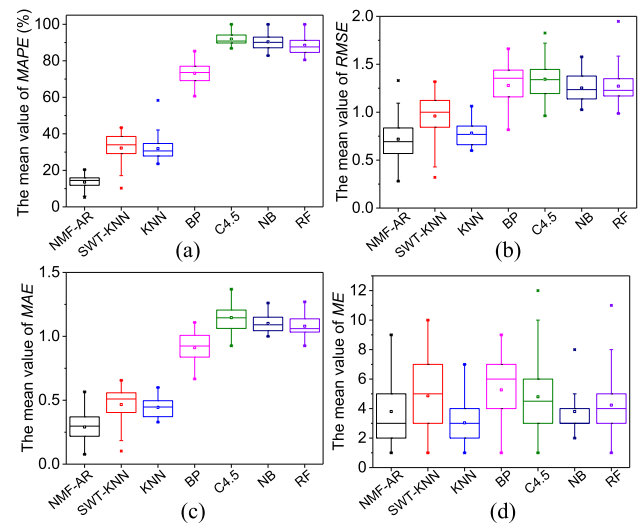 The mean value of MAPE (%)
100
80
60
40
20
0
NMF-AR
SWT-KNN
KNN
BP
C4.5
NB
RF
(a)
The mean value of RMSE
2.0
1.5
1.0
0.5
0.0
NMF-AR
SWT-KNN
KNN
BP
C4.5
NB
RF
(b)
The mean value of MAE
1.5
1.0
0.5
0.0
NMF-AR
SWT-KNN
KNN
BP
C4.5
NB
RF
(c)
The mean value of ME
12
10
8
6
4
2
0
NMF-AR
SWT-KNN
KNN
BP
C4.5
NB
RF
(d)